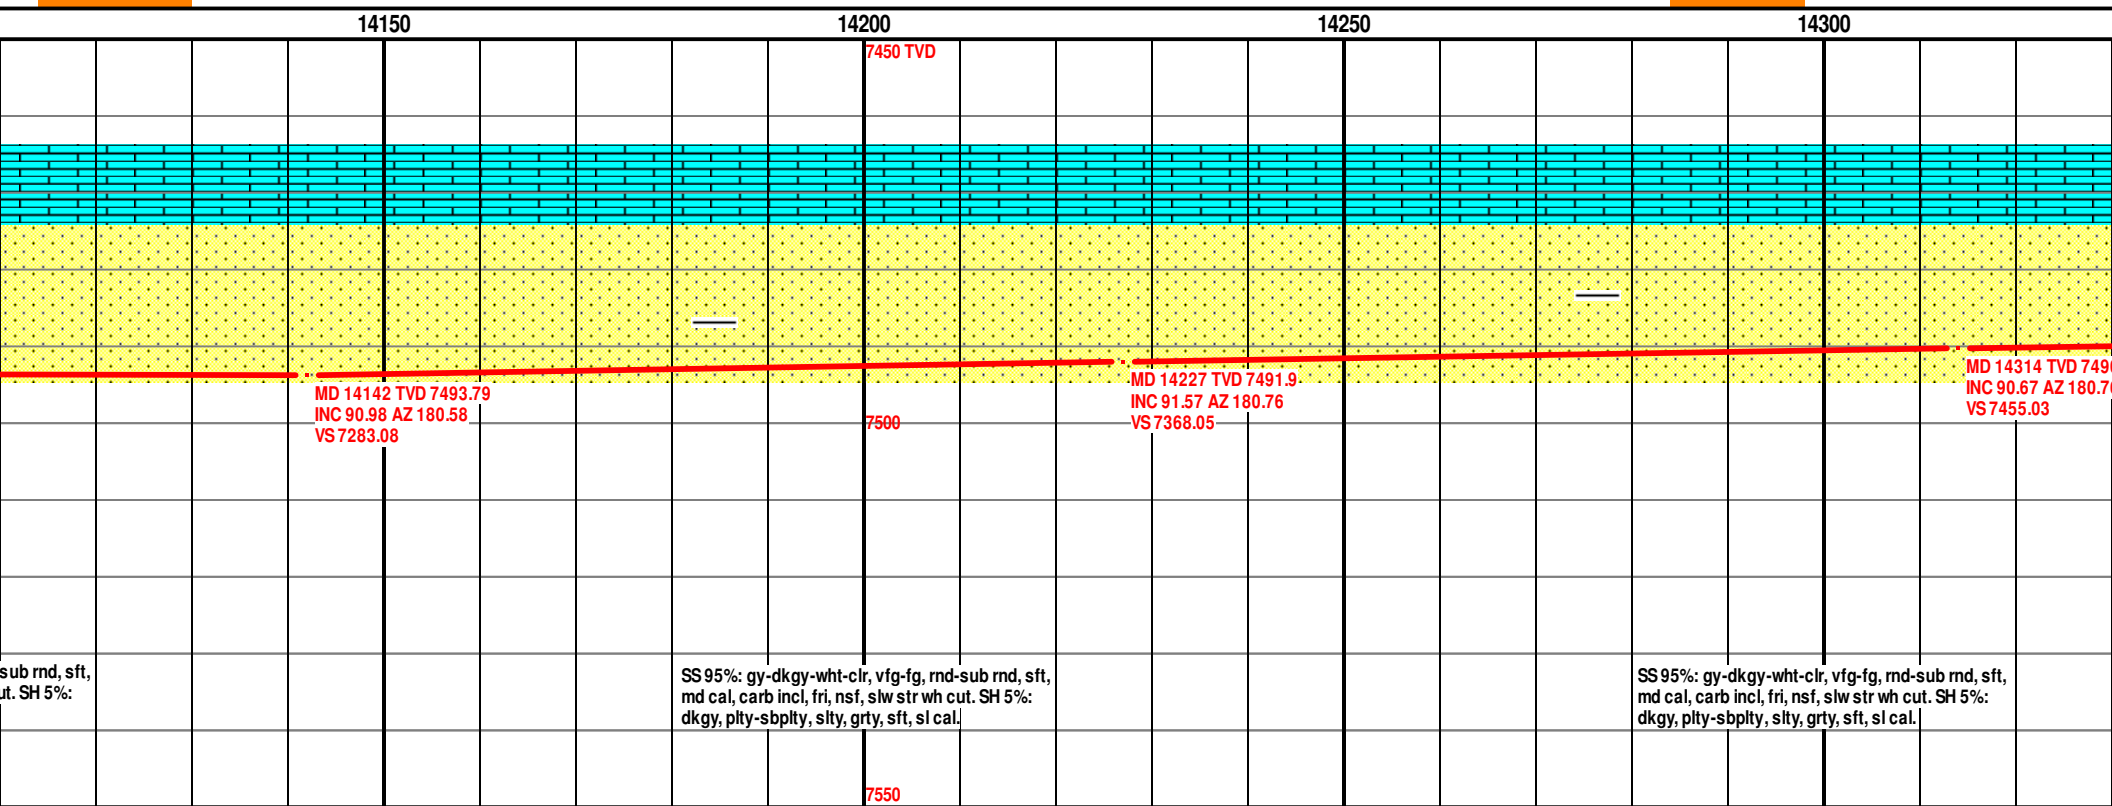 14150 14200 14250 14300
7450 TVD
MD 14142 TVD 7493.79
INC 90.98 AZ 180.58
VS 7283.08
MD 14227 TVD 7491.9
INC 91.57 AZ 180.76
VS 7368.05
MD 14314 TVD
INC 90.67 AZ
VS 7455.03
7500
sub rnd, sft,
SH 5%:
SS 95%: gy-dkgy-wht-clr, vfg-fg, rnd-sub rnd, sft,
md cal, carb incl, fri, nsf, slw str wh cut. SH 5%:
dkgy, plty-sbplty, slty, grty, sft, sl cal.
SS 95%: gy-dkgy-wht-clr, vfg-fg, rnd-sub rnd, sft,
md cal, carb incl, fri, nsf, slw str wh cut. SH 5%:
dkgy, plty-sbplty, slty, grty, sft, sl cal.
7550